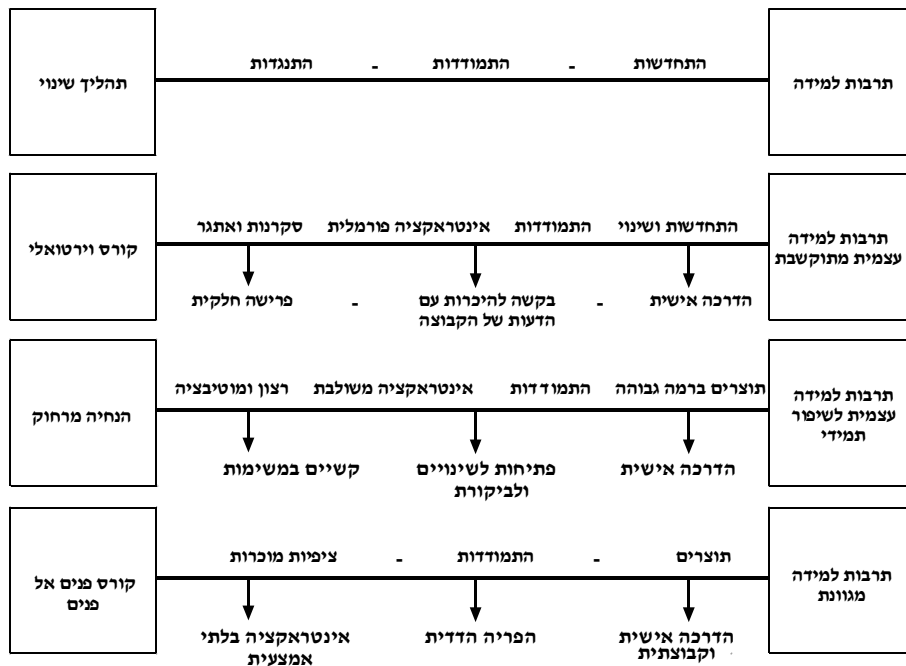 התחדשות - התמודדות - התנגדות
תרבות למידה
תהליך שינוי
התחדשות ושינוי התמודדות אינטראקציה פורמלית סקרנות ואתגר
תרבות למידה
עצמית מתוקשבת
קורס וירטואלי
הדרכה אישית - בקשה להיכרות עם - פרישה חלקית
הדעות של הקבוצה
תוצרים ברמה גבוהה התמודדות אינטראקציה משולבת רצון ומוטיבציה
תרבות למידה
עצמית לשיפור
תמידי
הנחיה מרחוק
הדרכה אישית פתיחות לשינויים קשיים במשימות
ולביקורת
תוצרים - התמודדות - ציפיות מוכרות
תרבות למידה
מגוונת
קורס פנים אל
פנים
הדרכה אישית הפריה הדדית אינטראקציה בלתי
וקבוצתית אמצעית